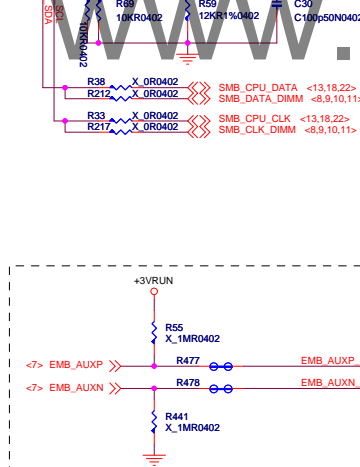 R69
10KR0402
R59
12KR1%0402
C30
C100p50N0402
SDA
SCL
10KR0402
WWW.
R38 X_0R0402 SMB_CPU_DATA <13,18,22>
R212 X_0R0402 SMB_DATA_DIMM <8,9,10,11>
R33 X_0R0402 SMB_CPU_CLK <13,18,22>
R217 X_0R0402 SMB_CLK_DIMM <8,9,10,11>
+3VRUN
R55
X_1MR0402
<7> EMB_AUXP R477 EMB_AUXP_
<7> EMB_AUXN R478 EMB_AUXN_
R441
X_1MR0402